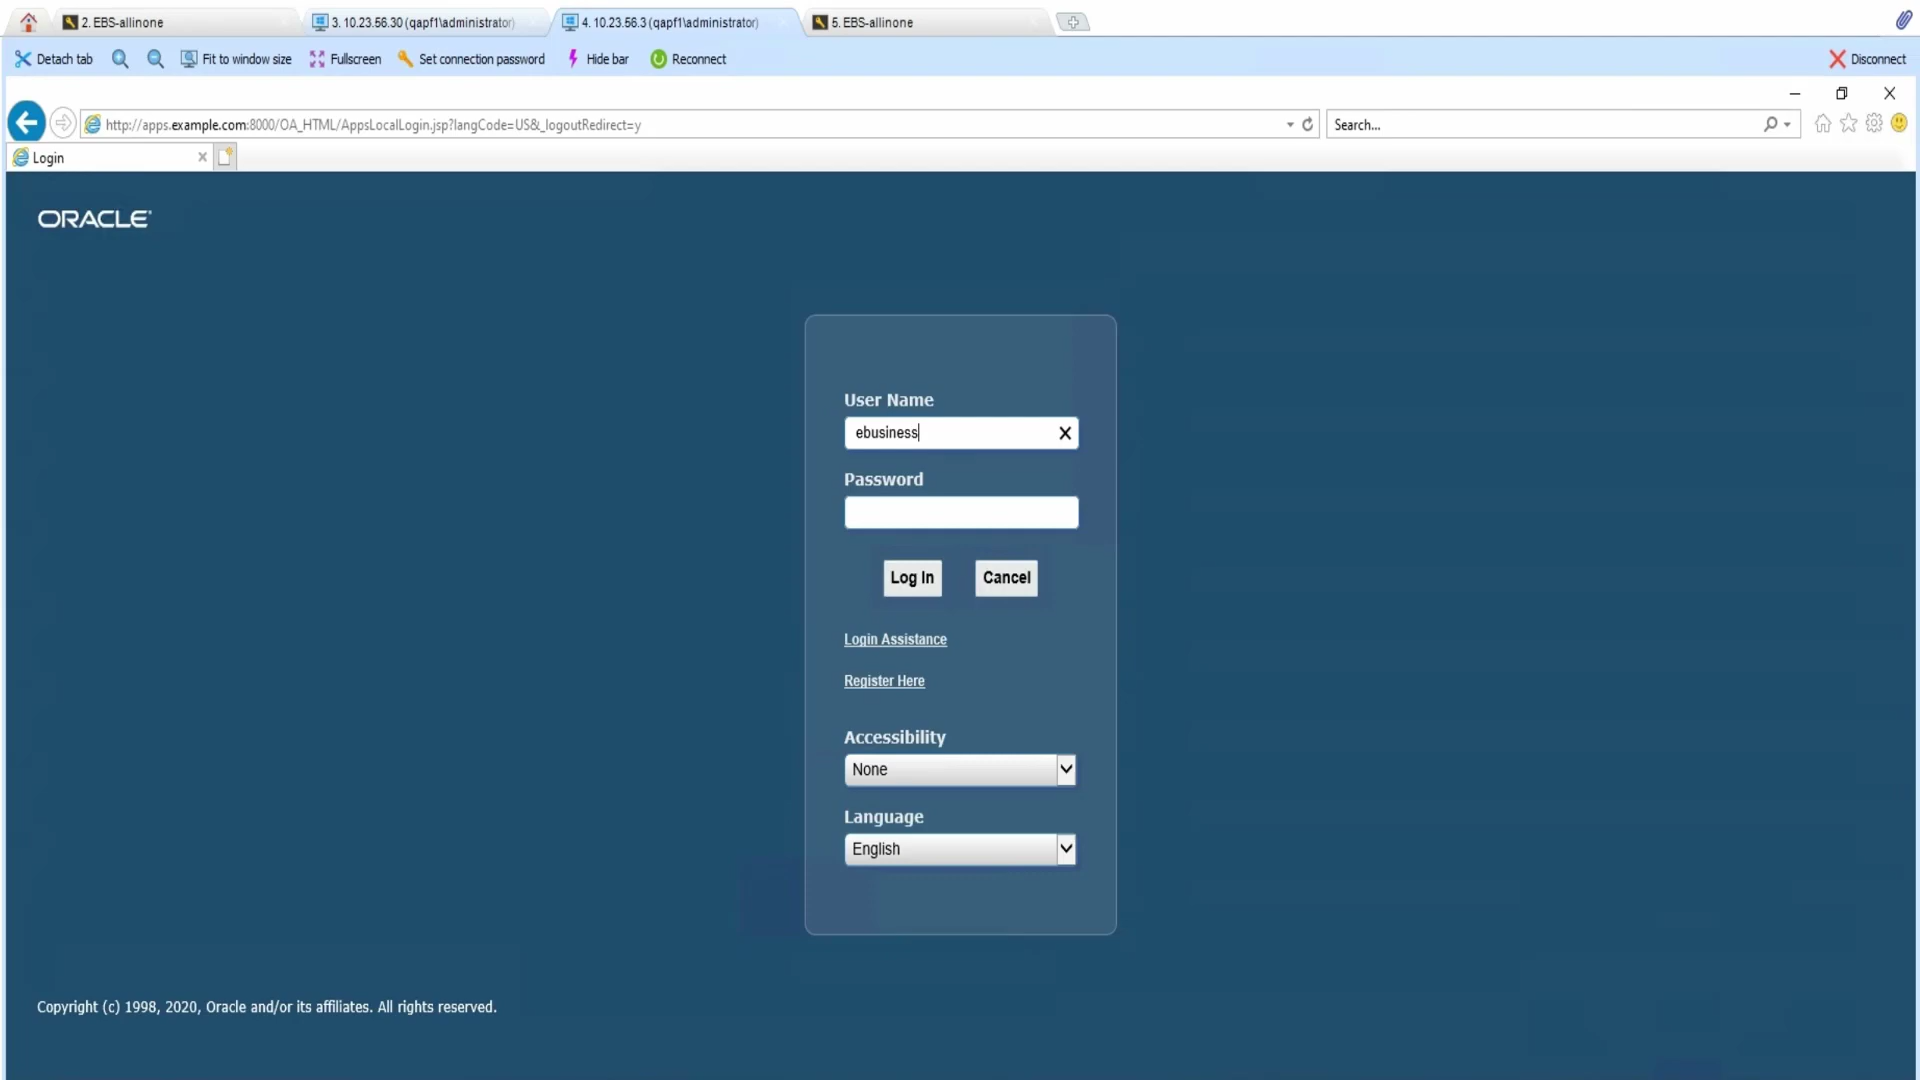 2. EBS-allinone
3. 10.23.56.30 (qapf1\administrator)
4. 10.23.56.3 (qapf1\administrator)
5. EBS-allinone
Detach tab
Fit to window size
Fullscreen
Set connection password
Hide bar
Reconnect
Disconnect
http://apps.example.com:8000/OA_HTML/AppsLocalLogin.jsp?langCode=US&_logoutRedirect=y
Search...
Login
ORACLE
User Name
ebusiness
Password
Log In
Cancel
Login Assistance
Register Here
Accessibility
None
Language
English
Copyright (c) 1998, 2020, Oracle and/or its affiliates. All rights reserved.